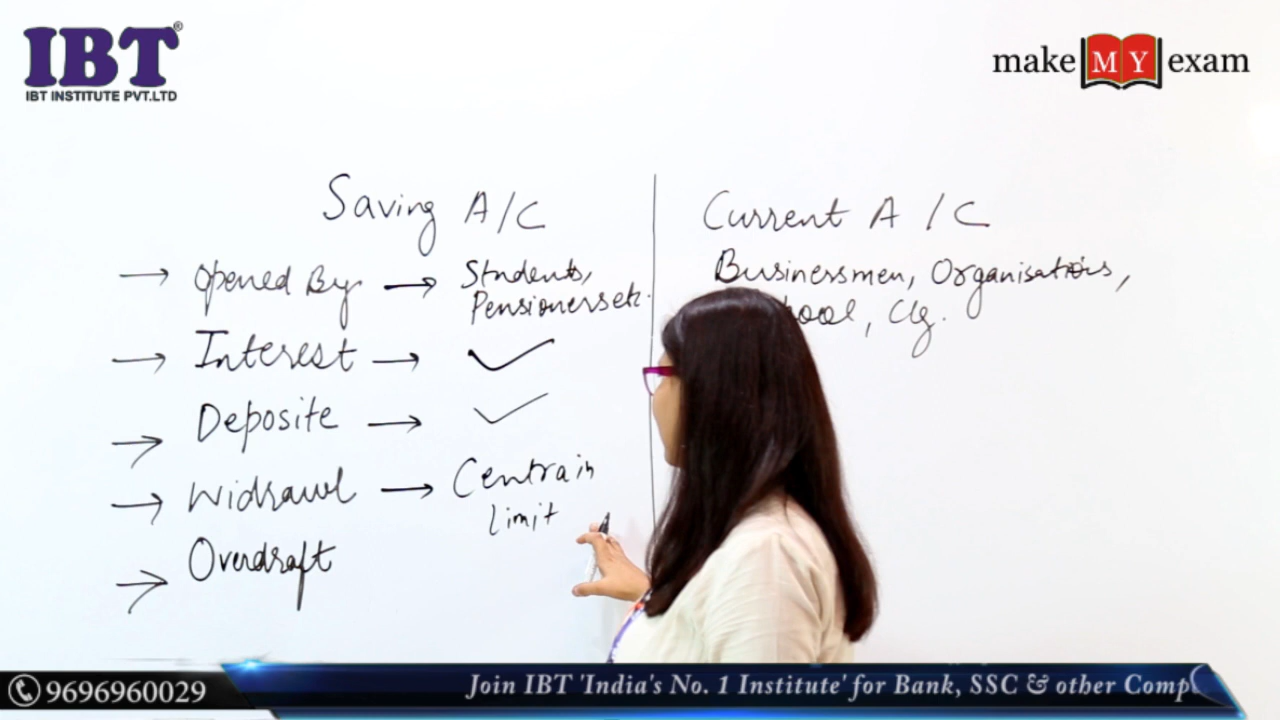 IBT®
IBT INSTITUTE PVT.LTD
make MY exam
Saving A/C
Current A/C
→ Opened By → Students,
Pensioners etc.
Businessmen, Organisations,
, Clg.
→ Interest → ✓
→ Deposite → ✓
→ Widrawl → Centrain
limit
→ Overdraft
9696960029
Join IBT 'India's No. 1 Institute' for Bank, SSC & other Comp